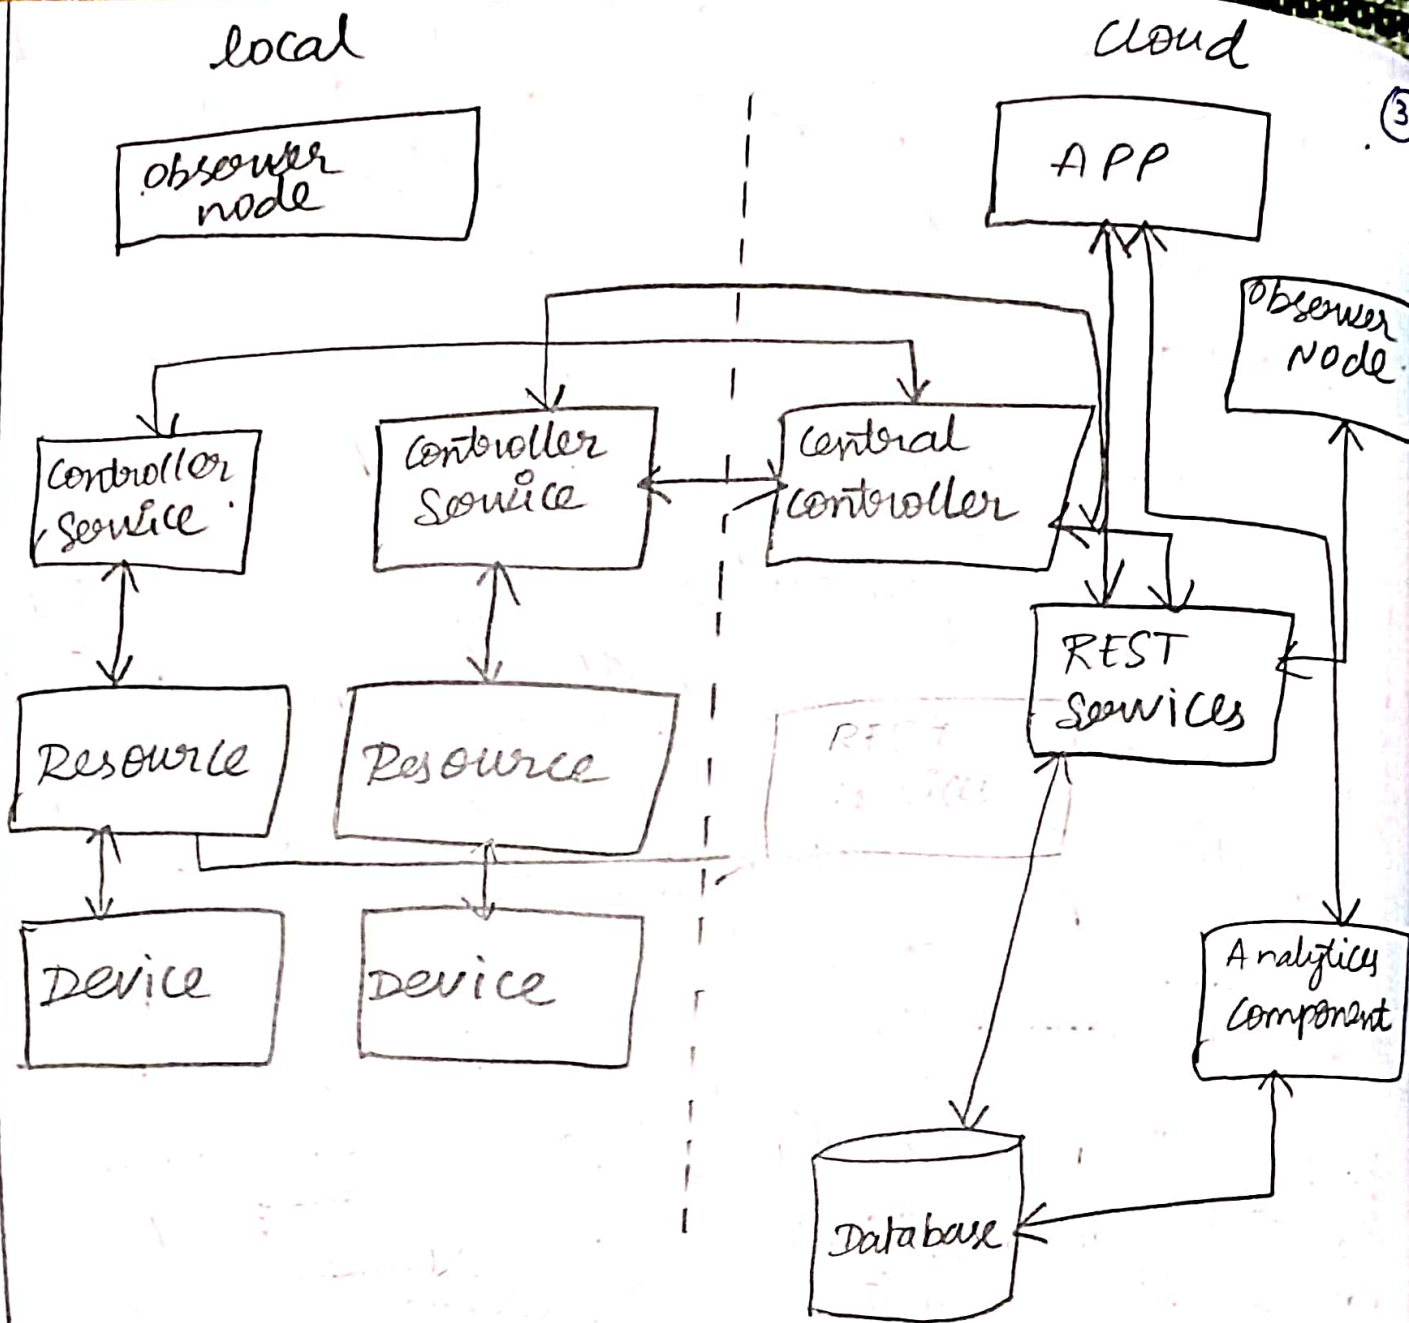 local
cloud
3
APP
observer
node
Observer
Node
Controller
Service
Controller
Service
Central
Controller
REST
Services
Resource
Resource
Device
Device
Analytics
Component
Database